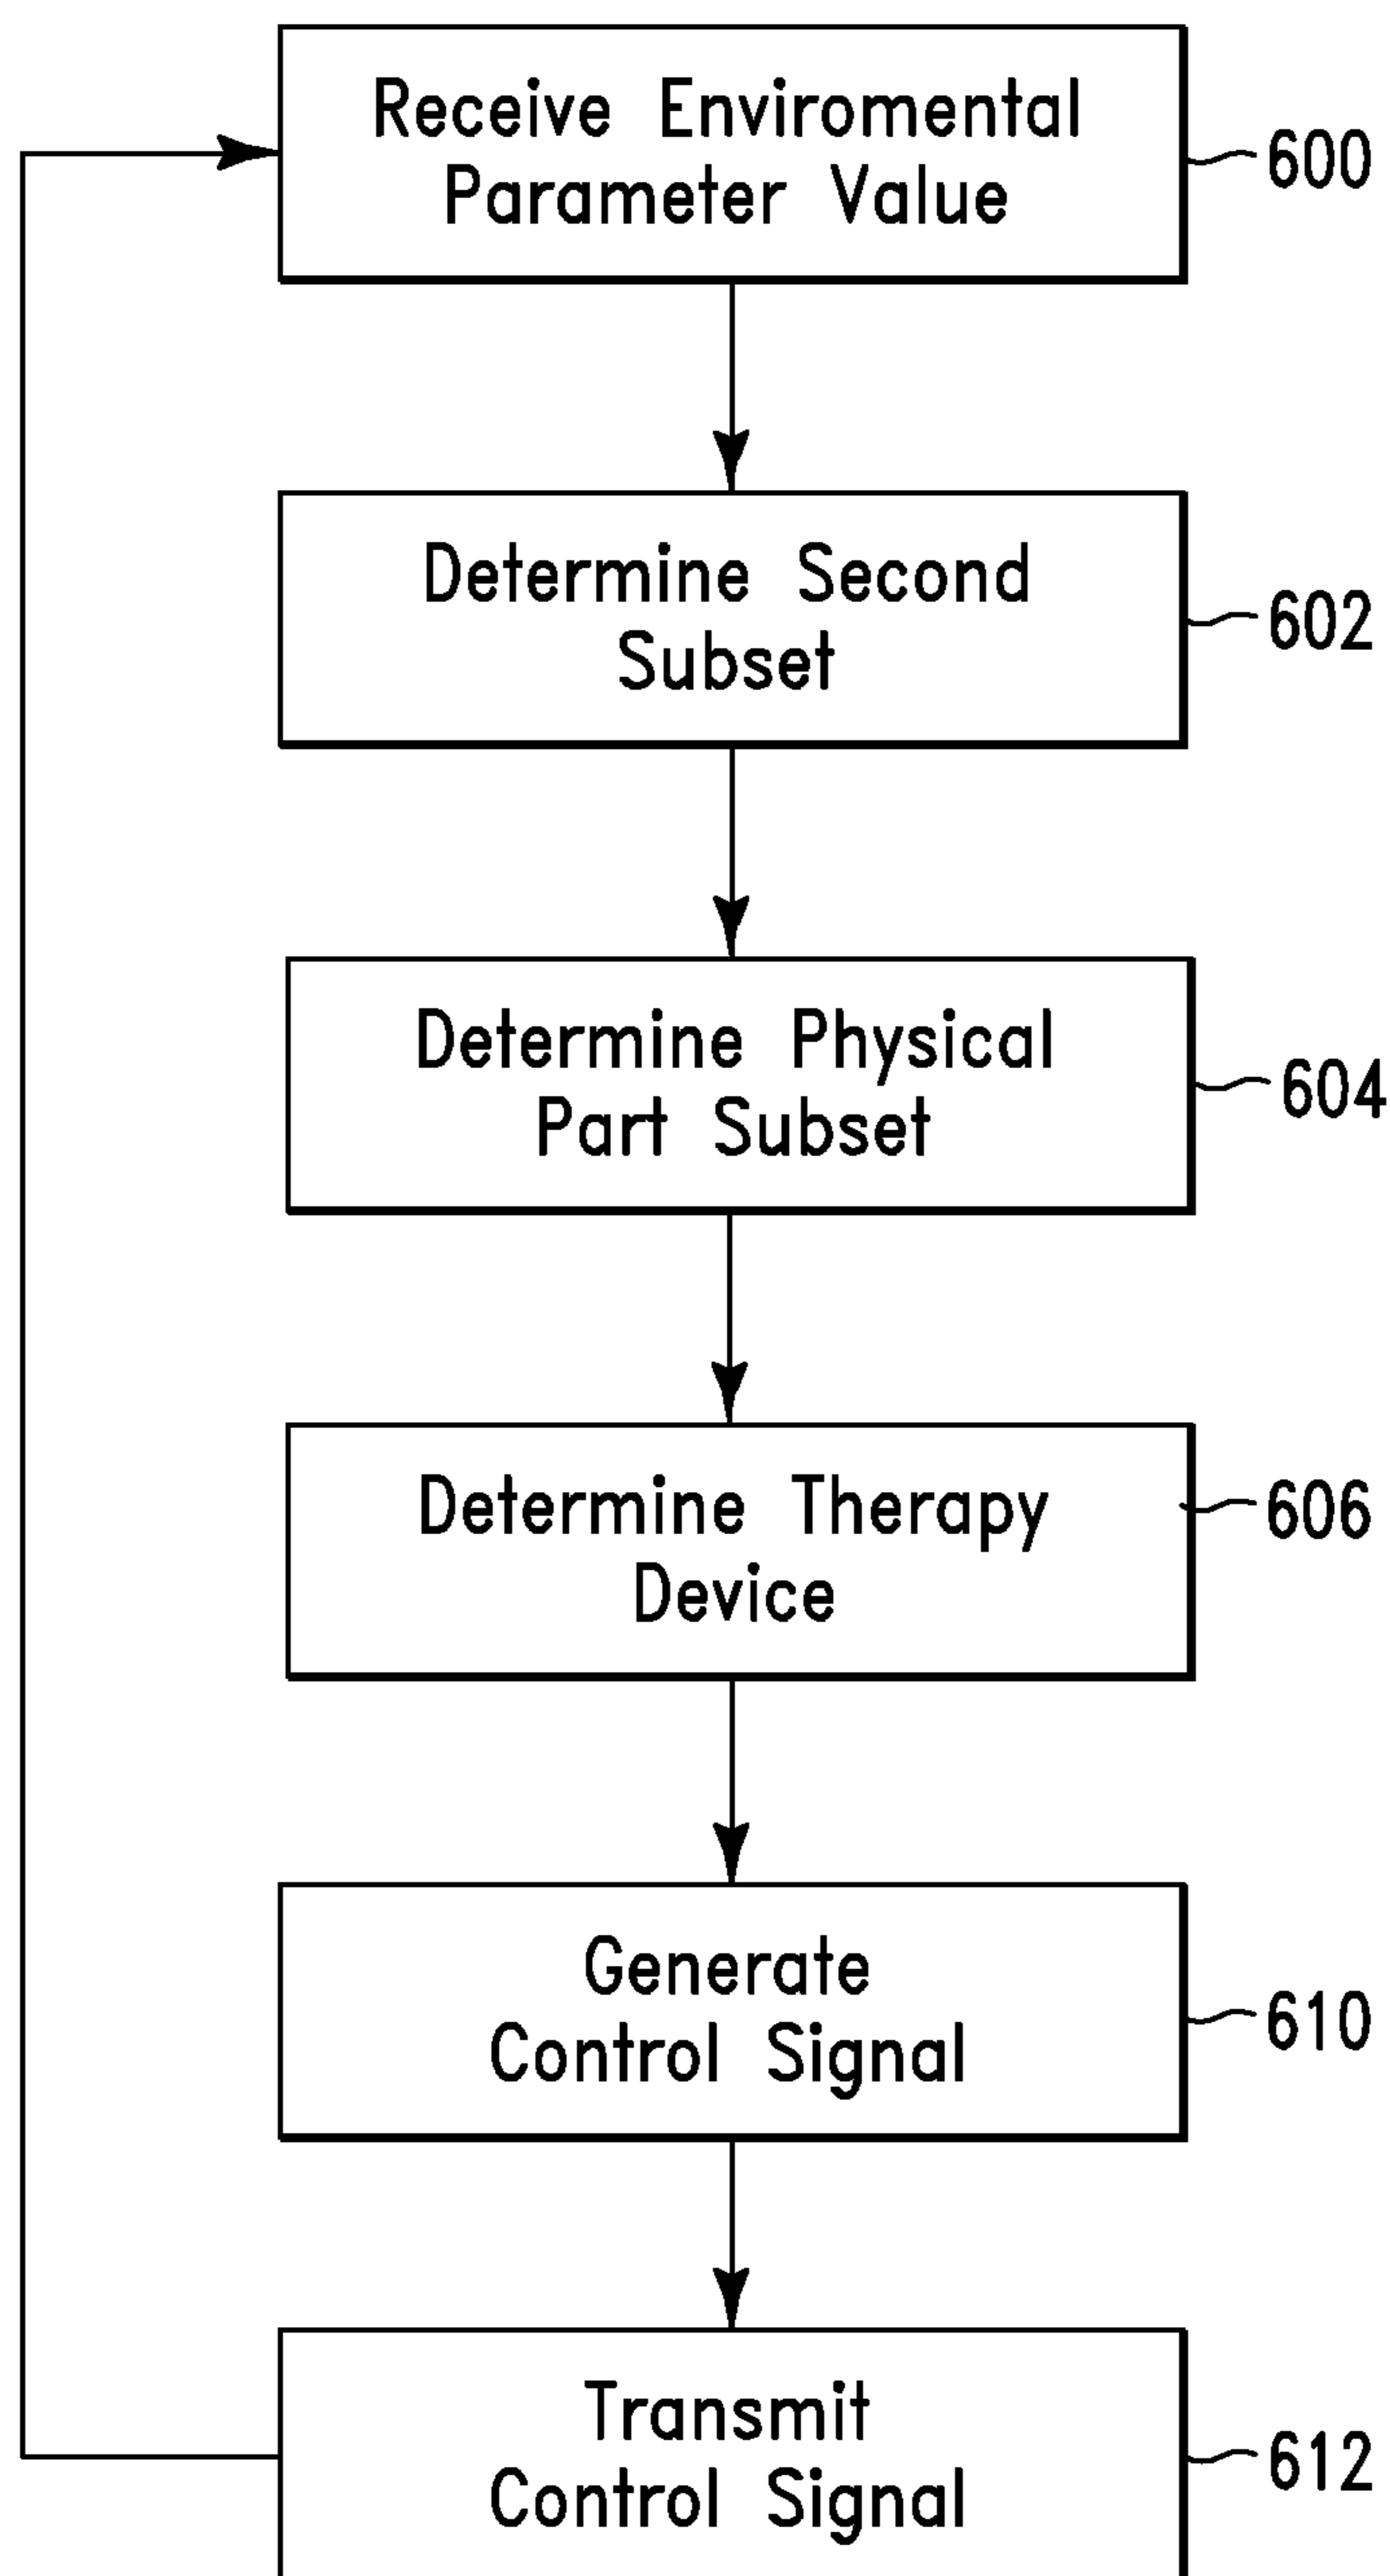 Receive Enviromental
Parameter Value
600
Determine Second
Subset
602
Determine Physical
Part Subset
604
Determine Therapy
Device
606
Generate
Control Signal
610
Transmit
Control Signal
612